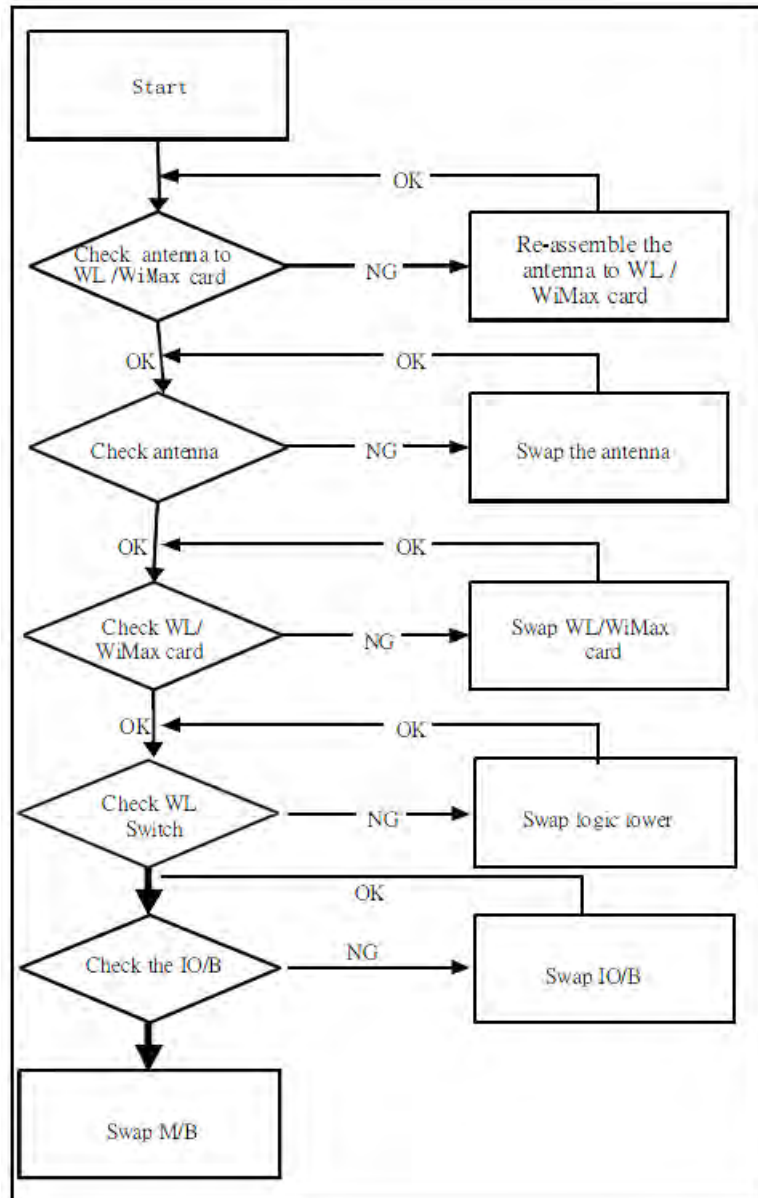 Start
OK
Check antenna to
WL /WiMax card
NG
Re-assemble the
antenna to WL /
WiMax card
OK
OK
Check antenna
NG
Swap the antenna
OK
OK
Check WL/
WiMax card
NG
Swap WL/WiMax
card
OK
OK
Check WL
Switch
NG
Swap logic lower
OK
Check the IO/B
NG
Swap IO/B
Swap M/B